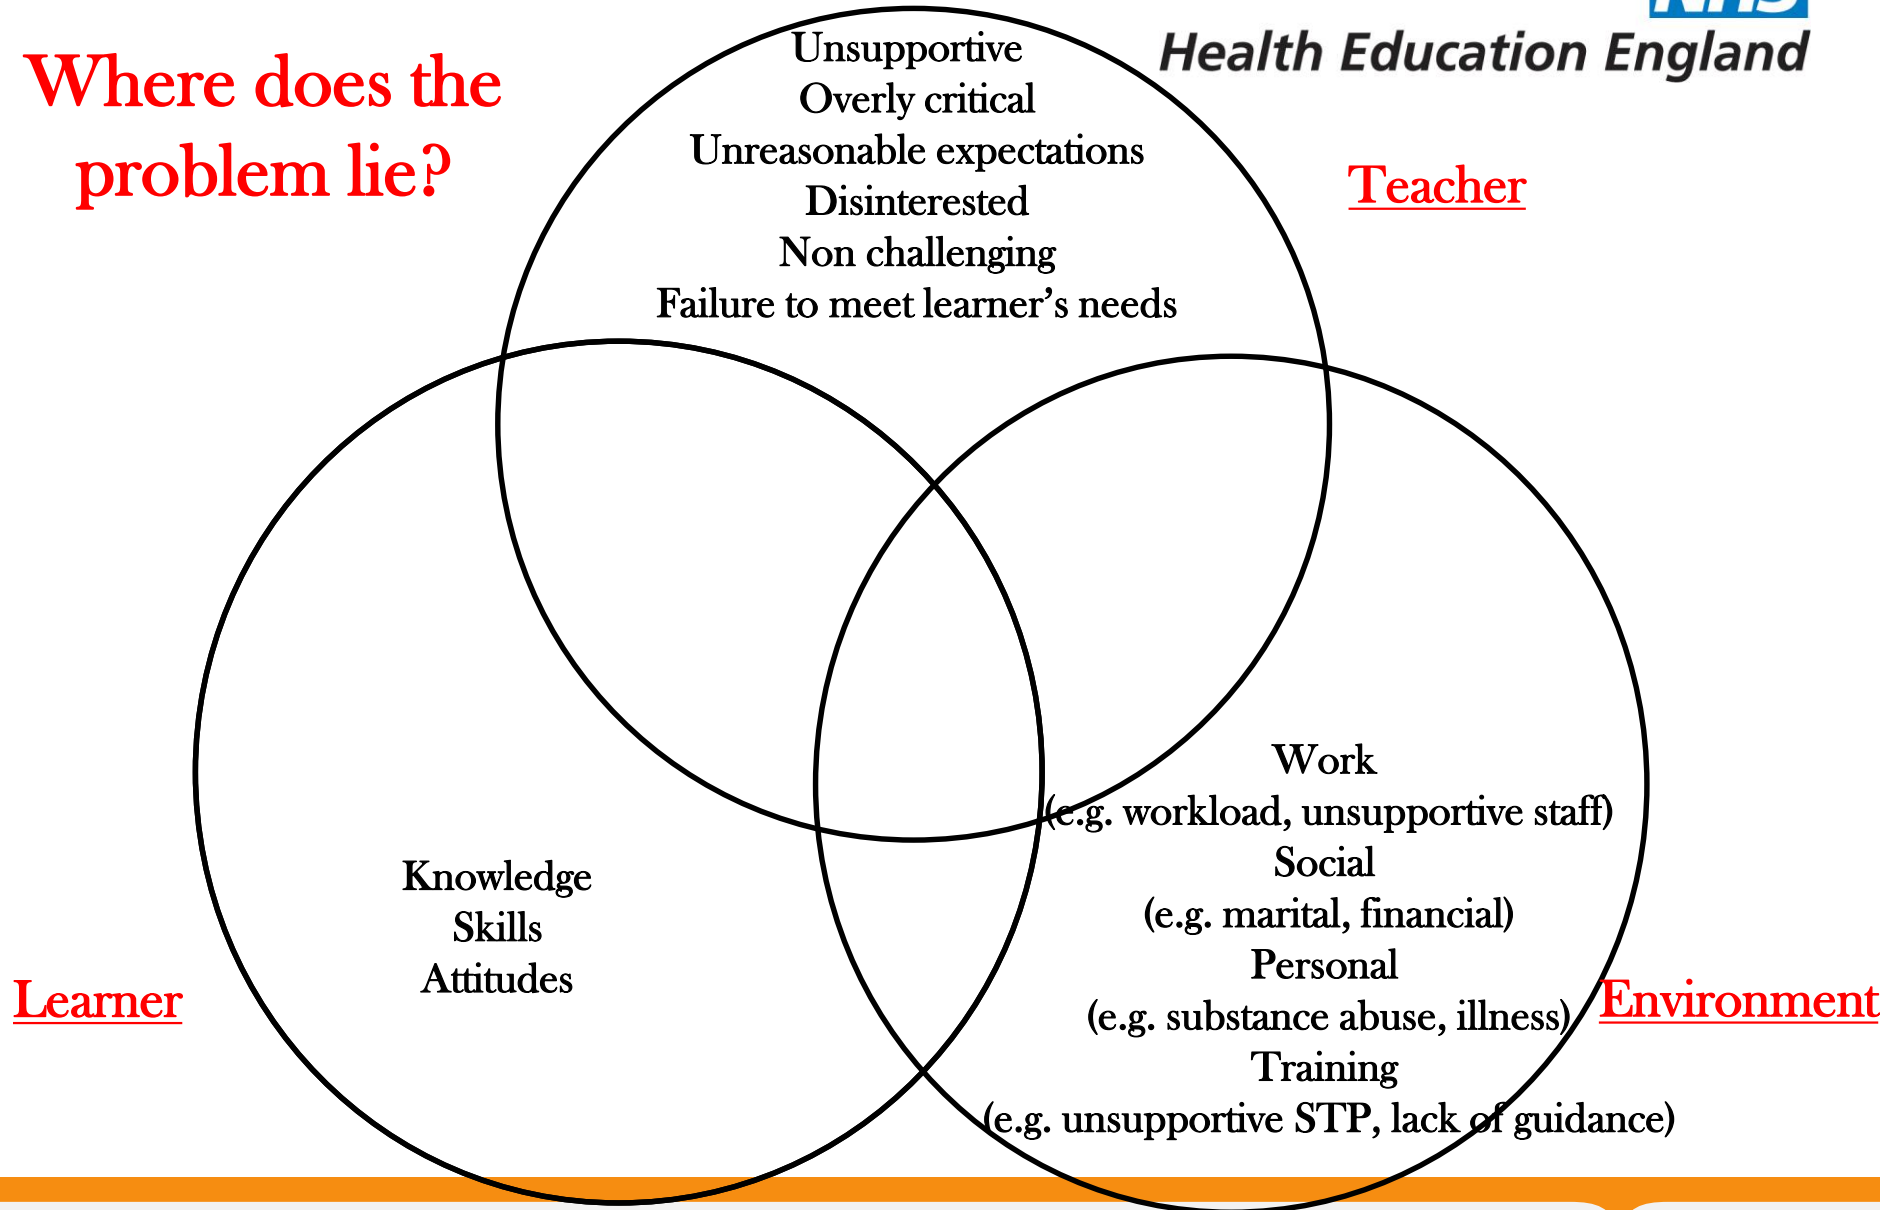 NHS
Health Education England
Where does the
problem lie?
Unsupportive
Overly critical
Unreasonable expectations
Disinterested
Non challenging
Failure to meet learner’s needs
Teacher
Knowledge
Skills
Attitudes
Learner
Work
(e.g. workload, unsupportive staff)
Social
(e.g. marital, financial)
Personal
(e.g. substance abuse, illness)
Training
(e.g. unsupportive STP, lack of guidance)
Environment